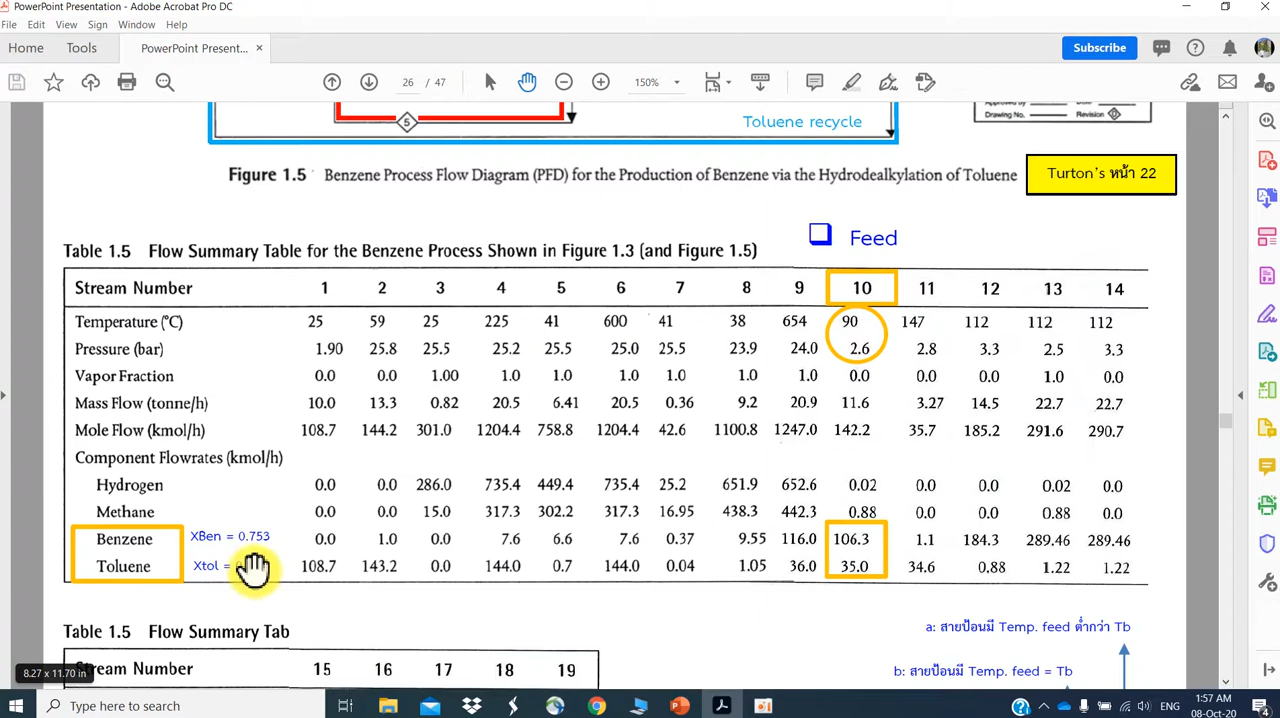 PowerPoint Presentation - Adobe Acrobat Pro DC
File Edit View Sign Window Help
Home Tools PowerPoint Present... × Subscribe
26 / 47 150%
5
Toluene recycle
Drawing No. Revision 0
Figure 1.5 Benzene Process Flow Diagram (PFD) for the Production of Benzene via the Hydrodealkylation of Toluene
Turton's หน้า 22
Feed
Table 1.5 Flow Summary Table for the Benzene Process Shown in Figure 1.3 (and Figure 1.5)
Stream Number 1 2 3 4 5 6 7 8 9 10 11 12 13 14
Temperature (°C) 25 59 25 225 41 600 41 38 654 90 147 112 112 112
Pressure (bar) 1.90 25.8 25.5 25.2 25.5 25.0 25.5 23.9 24.0 2.6 2.8 3.3 2.5 3.3
Vapor Fraction 0.0 0.0 1.00 1.0 1.0 1.0 1.0 1.0 1.0 0.0 0.0 0.0 1.0 0.0
Mass Flow (tonne/h) 10.0 13.3 0.82 20.5 6.41 20.5 0.36 9.2 20.9 11.6 3.27 14.5 22.7 22.7
Mole Flow (kmol/h) 108.7 144.2 301.0 1204.4 758.8 1204.4 42.6 1100.8 1247.0 142.2 35.7 185.2 291.6 290.7
Component Flowrates (kmol/h)
Hydrogen 0.0 0.0 286.0 735.4 449.4 735.4 25.2 651.9 652.6 0.02 0.0 0.0 0.02 0.0
Methane 0.0 0.0 15.0 317.3 302.2 317.3 16.95 438.3 442.3 0.88 0.0 0.0 0.88 0.0
Benzene XBen = 0.753 0.0 1.0 0.0 7.6 6.6 7.6 0.37 9.55 116.0 106.3 1.1 184.3 289.46 289.46
Toluene Xtol = 108.7 143.2 0.0 144.0 0.7 144.0 0.04 1.05 36.0 35.0 34.6 0.88 1.22 1.22
Table 1.5 Flow Summary Tab
a: สายป้อนมี Temp. feed ต่ำกว่า Tb
Stream Number 15 16 17 18 19
b: สายป้อนมี Temp. feed = Tb
8.27 x 11.70 in
Type here to search
ENG
1:57 AM
08-Oct-20
4